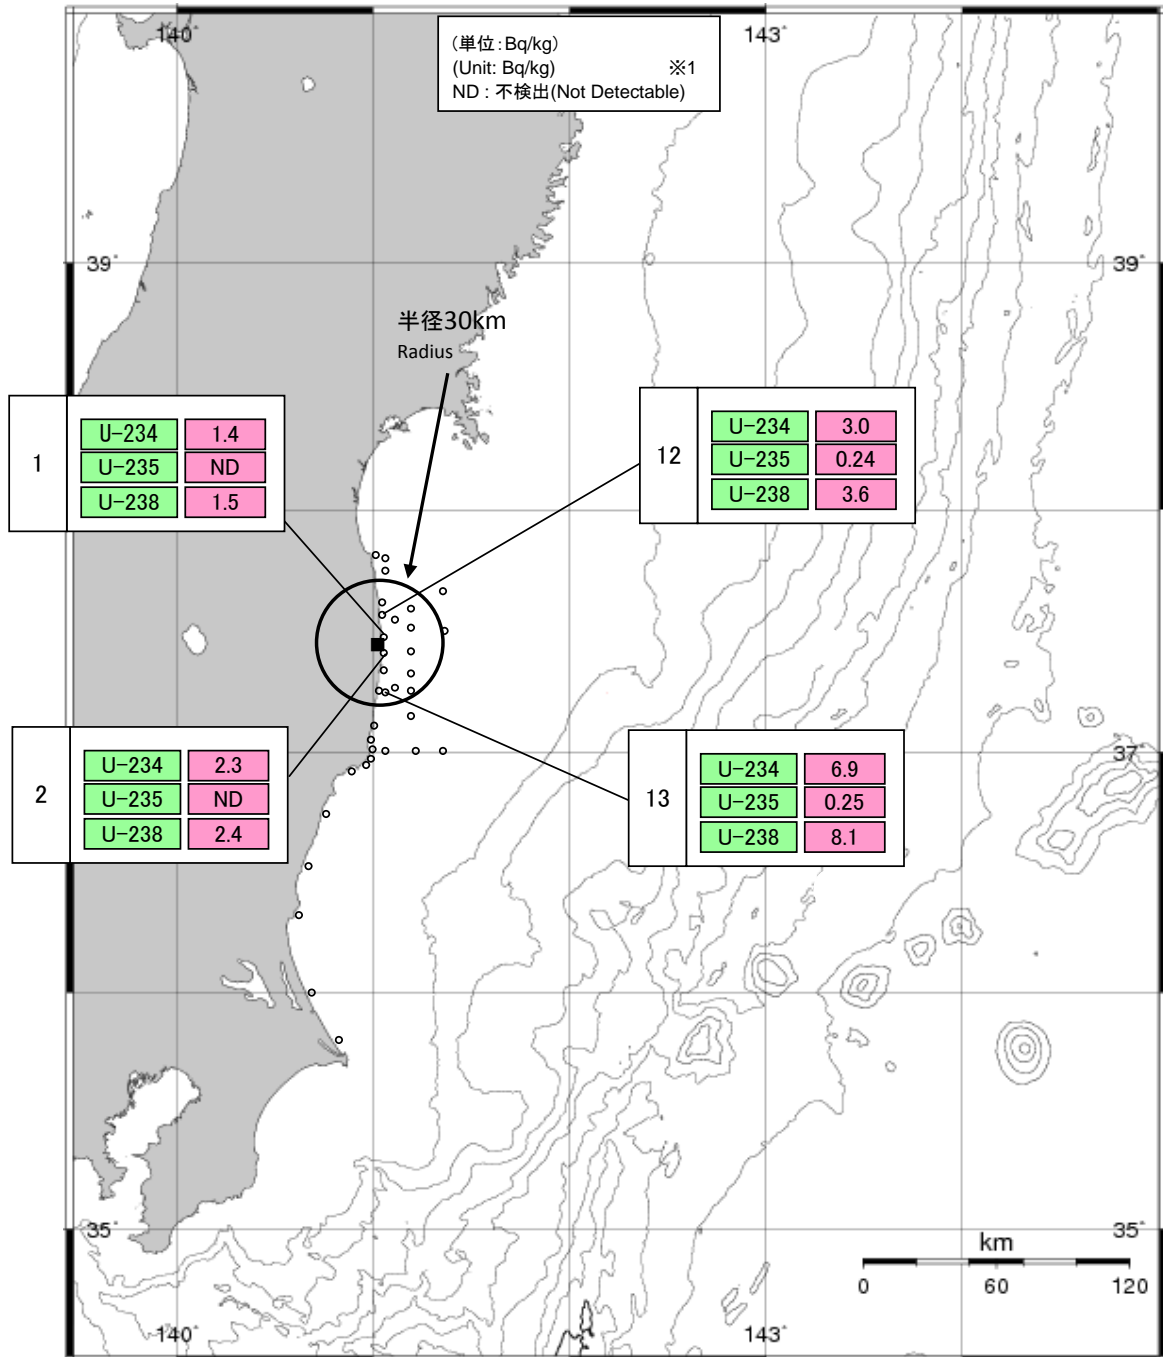 140°
143°
(単位:Bq/kg)
(Unit: Bq/kg) ※1
ND : 不検出(Not Detectable)
39°
39°
半径30km
Radius
1
U-234 1.4
U-235 ND
U-238 1.5
12
U-234 3.0
U-235 0.24
U-238 3.6
2
U-234 2.3
U-235 ND
U-238 2.4
13
U-234 6.9
U-235 0.25
U-238 8.1
37°
35°
35°
km
0 60 120
140°
143°